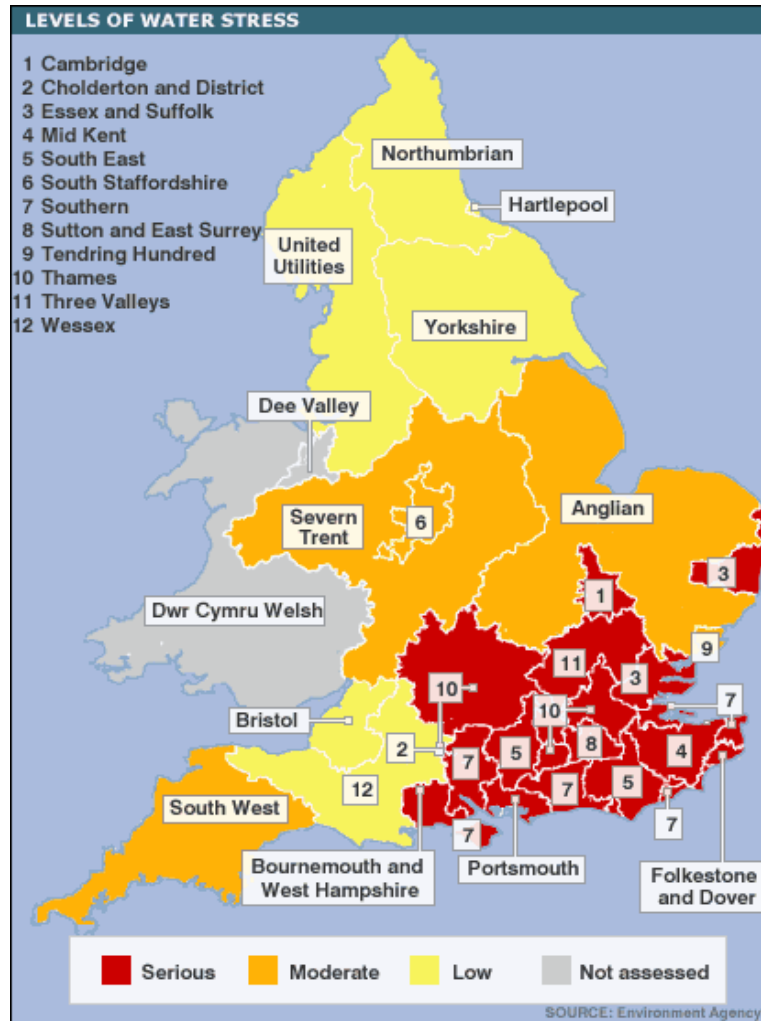 LEVELS OF WATER STRESS
1 Cambridge
2 Cholderton and District
3 Essex and Suffolk
4 Mid Kent
5 South East
6 South Staffordshire
7 Southern
8 Sutton and East Surrey
9 Tendring Hundred
10 Thames
11 Three Valleys
12 Wessex
Northumbrian
Hartlepool
United
Utilities
Yorkshire
Dee Valley
Severn
Trent
6
Anglian
3
1
Dwr Cymru Welsh
9
11
3
10
7
10
Bristol
2
8
7
5
4
12
7
5
South West
7
7
Bournemouth and
West Hampshire
Portsmouth
Folkestone
and Dover
Serious
Moderate
Low
Not assessed
SOURCE: Environment Agency